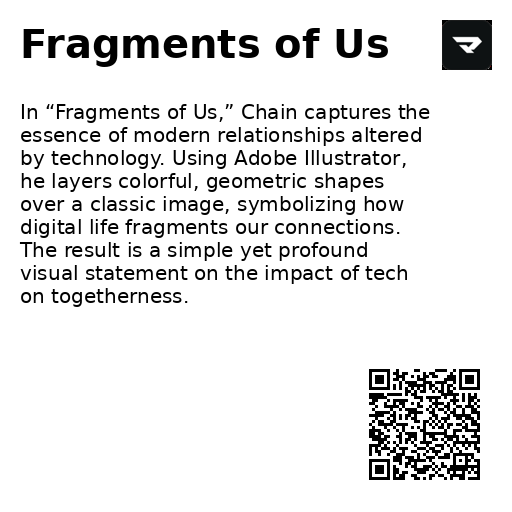 Fragments of Us
In “Fragments of Us,” Chain captures the
essence of modern relationships altered
by technology. Using Adobe Illustrator,
he layers colorful, geometric shapes
over a classic image, symbolizing how
digital life fragments our connections.
The result is a simple yet profound
visual statement on the impact of tech
on togetherness.